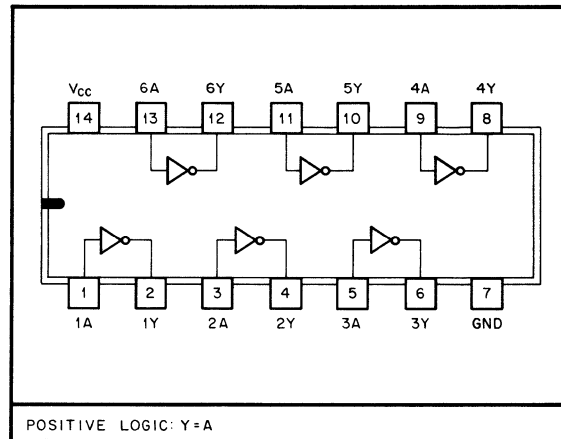 Vcc 6A 6Y 5A 5Y 4A 4Y
14 13 12 11 10 9 8
1 2 3 4 5 6 7
1A 1Y 2A 2Y 3A 3Y GND
POSITIVE LOGIC: Y=A